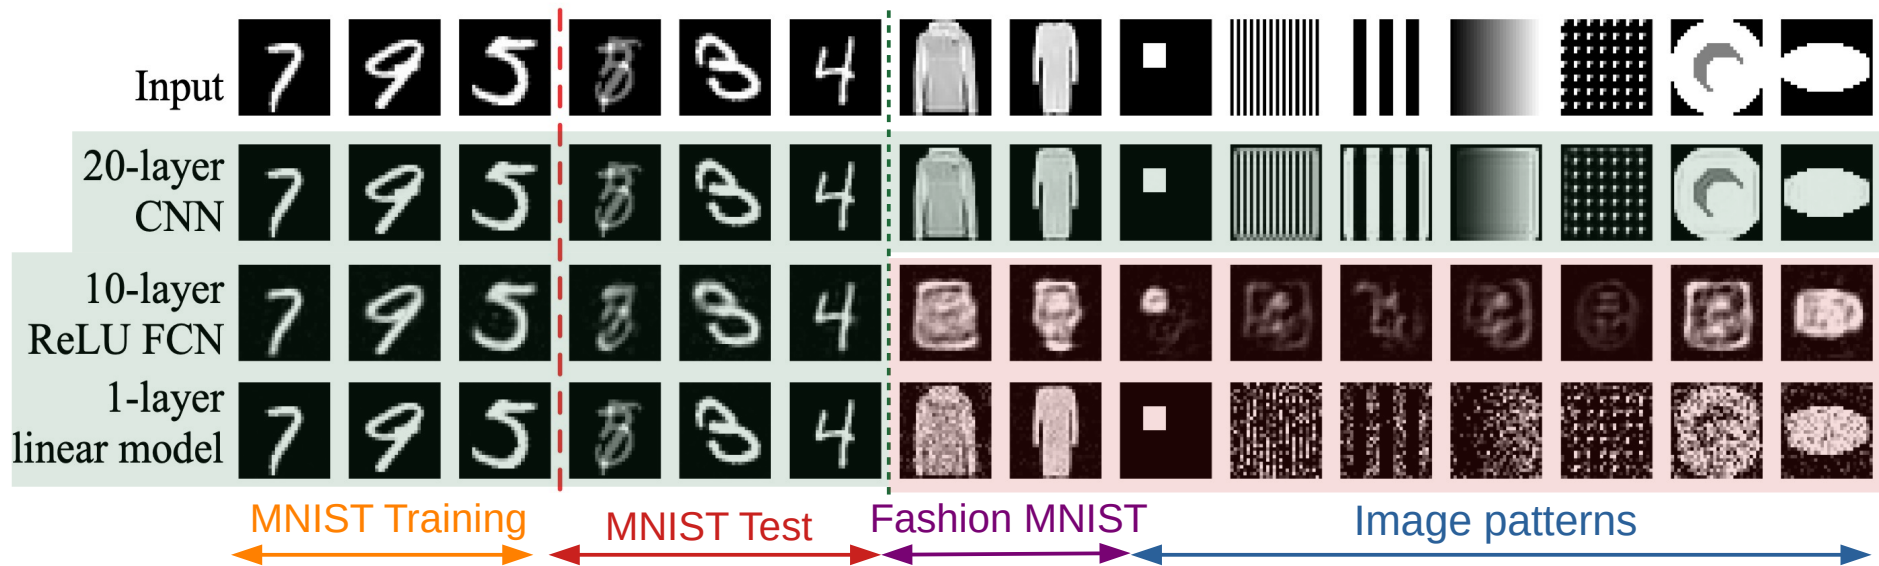 Input
20-layer
CNN
10-layer
ReLU FCN
1-layer
linear model
MNIST Training
MNIST Test
Fashion MNIST
Image patterns